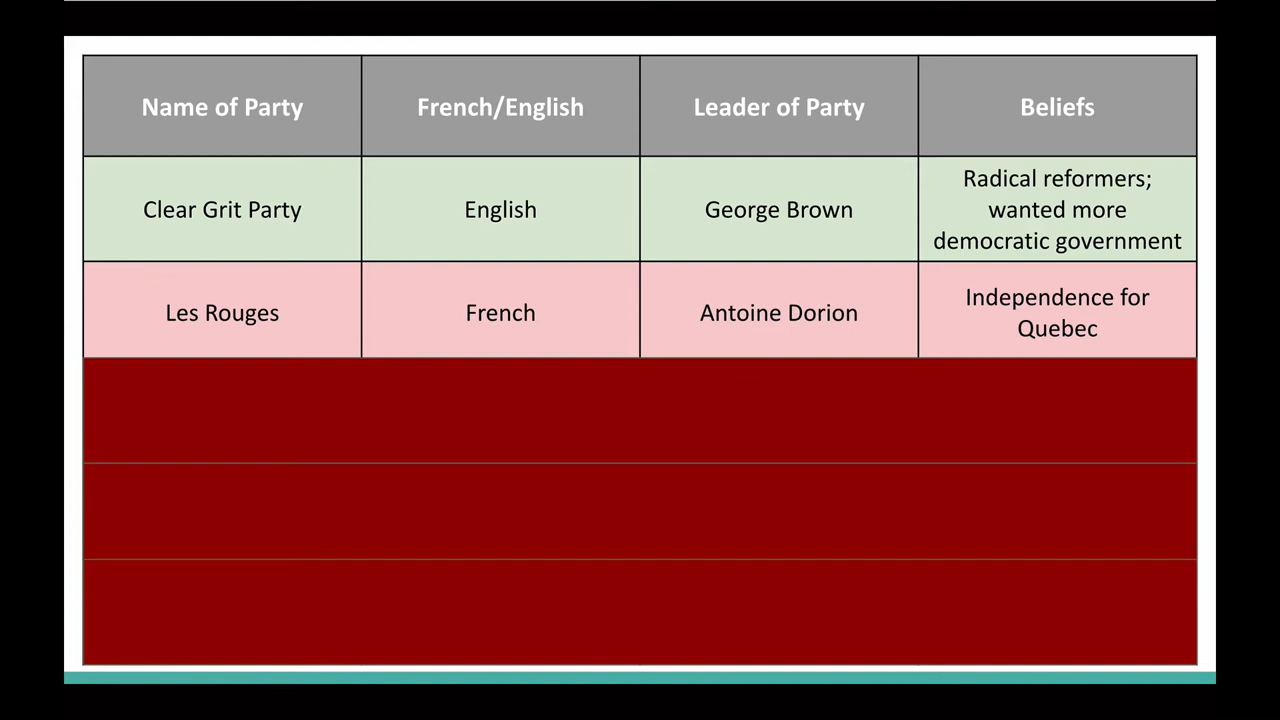 Name of Party
French/English
Leader of Party
Beliefs
Clear Grit Party
English
George Brown
Radical reformers;
wanted more
democratic government
Les Rouges
French
Antoine Dorion
Independence for
Quebec